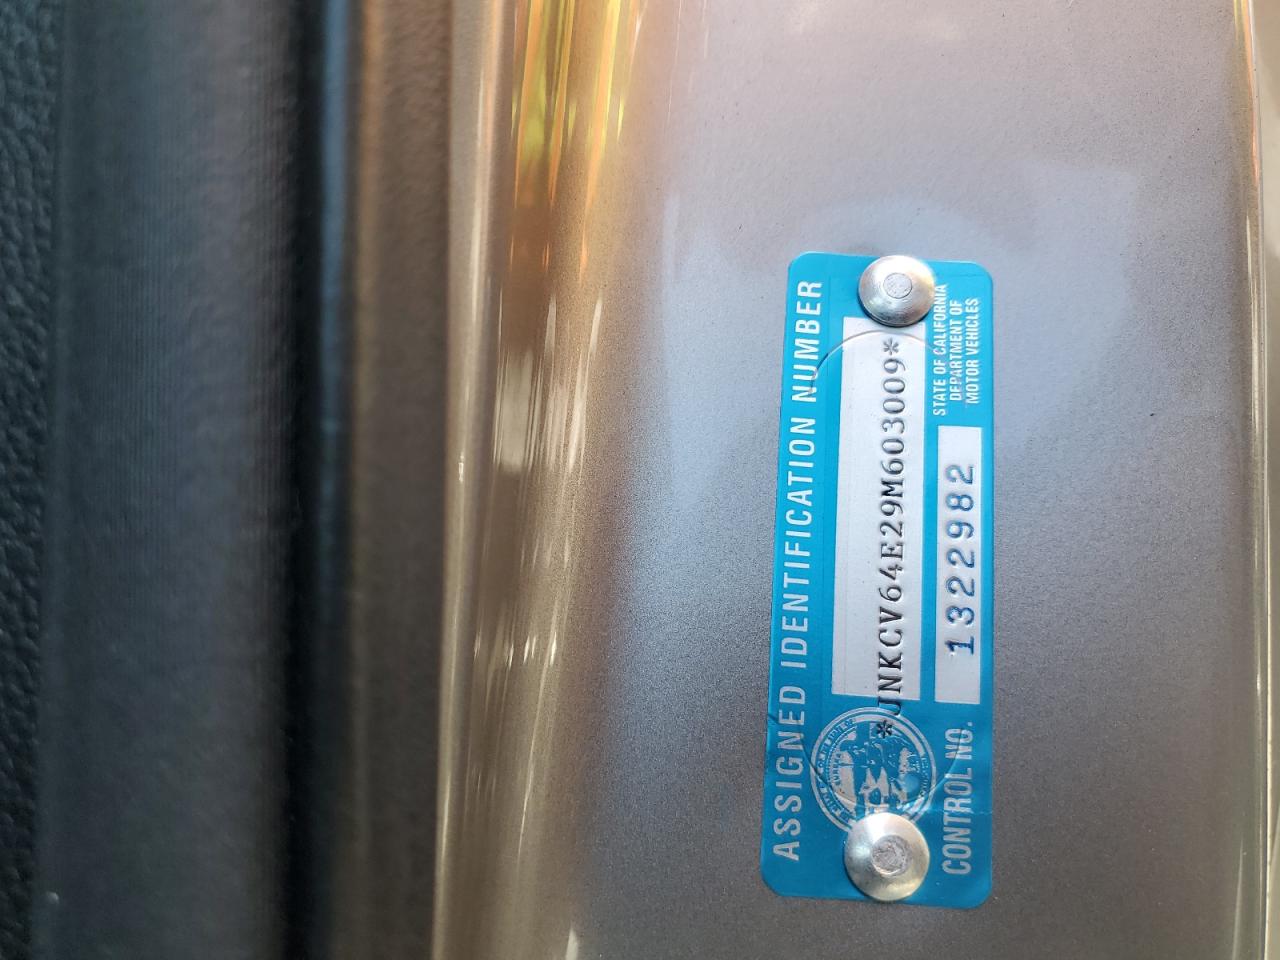 ASSIGNED IDENTIFICATION NUMBER
*JNKCV64E29M603009*
STATE OF CALIFORNIA
DEPARTMENT OF
MOTOR VEHICLES
CONTROL NO. 1322982